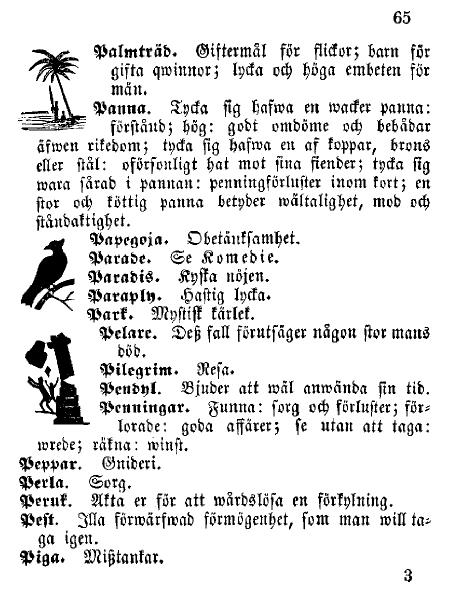 65
Palmträd. Giftermål för flickor; barn för
gifta qwinnor; lycka och höga embeten för
män.
Panna. Tycka sig hafwa en wacker panna:
förstånd; hög: godt omdöme och bebådar
äfwen rikedom; tycka sig hafwa en af koppar, brons
eller stål: oförsonligt hat mot sina fiender; tycka sig
wara sårad i pannan: penningförluster inom kort; en
stor och köttig panna betyder wältalighet, mod och
ståndaktighet.
Papegoja. Obetänksamhet.
Parade. Se Komedie.
Paradis. Kyska nöjen.
Paraply. Hastig lycka.
Park. Mystisk kärlek.
Pelare. Deß fall förutsäger någon stor mans
död.
Pilegrim. Resa.
Pendyl. Bjuder att wäl anwända sin tid.
Penningar. Funna: sorg och förluster; för-
lorade: goda affärer; se utan att taga:
wrede; räkna: winst.
Peppar. Gnideri.
Perla. Sorg.
Peruk. Akta er för att wårdslösa en förkylning.
Pest. Illa förwärfwad förmögenhet, som man will ta-
ga igen.
Piga. Mißtankar.
3